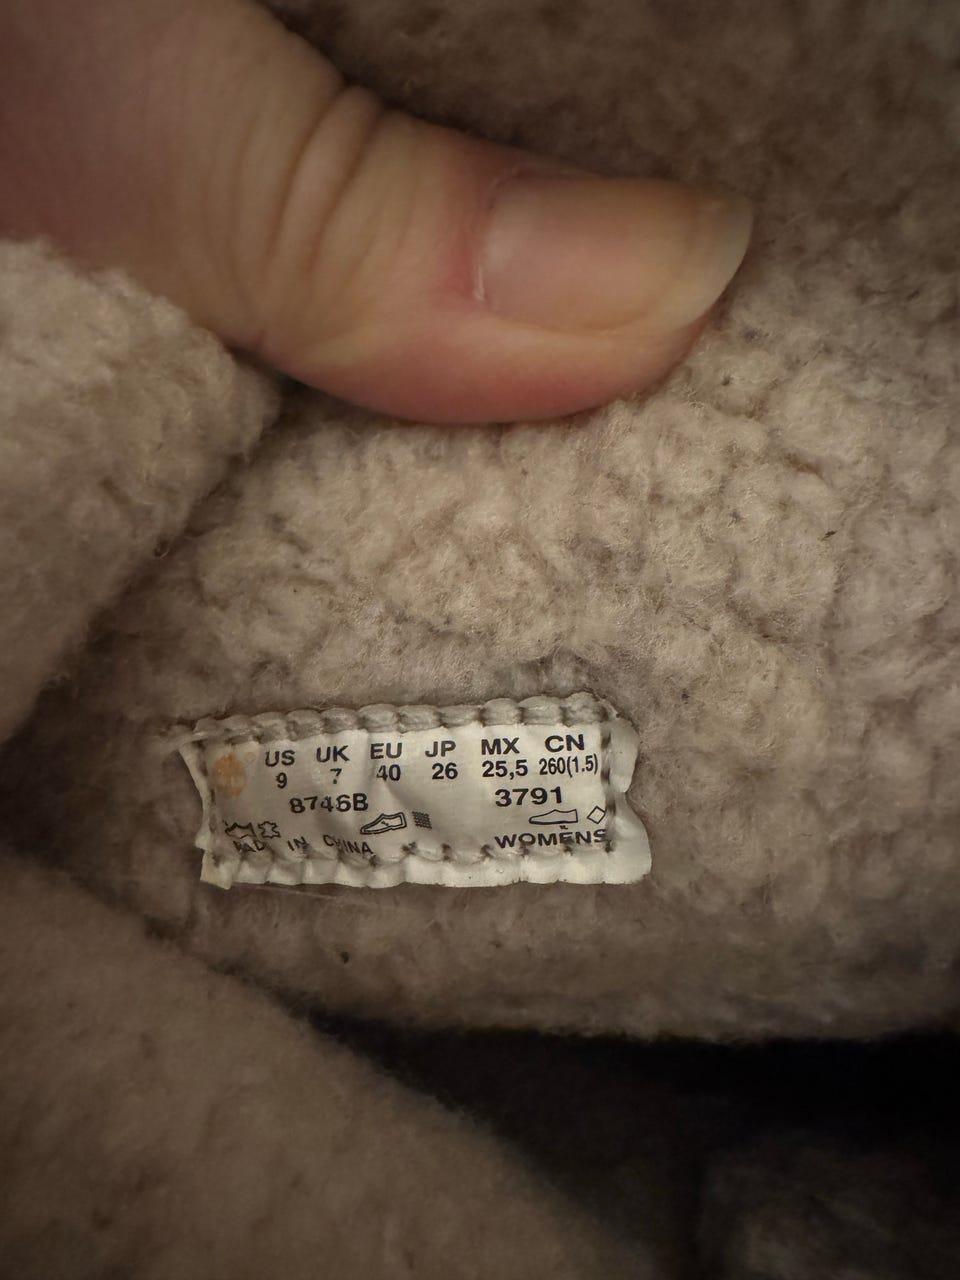 US UK EU JP MX CN
9 7 40 26 25,5 260(1.5)
8746B 3791
MADE IN CHINA WOMENS